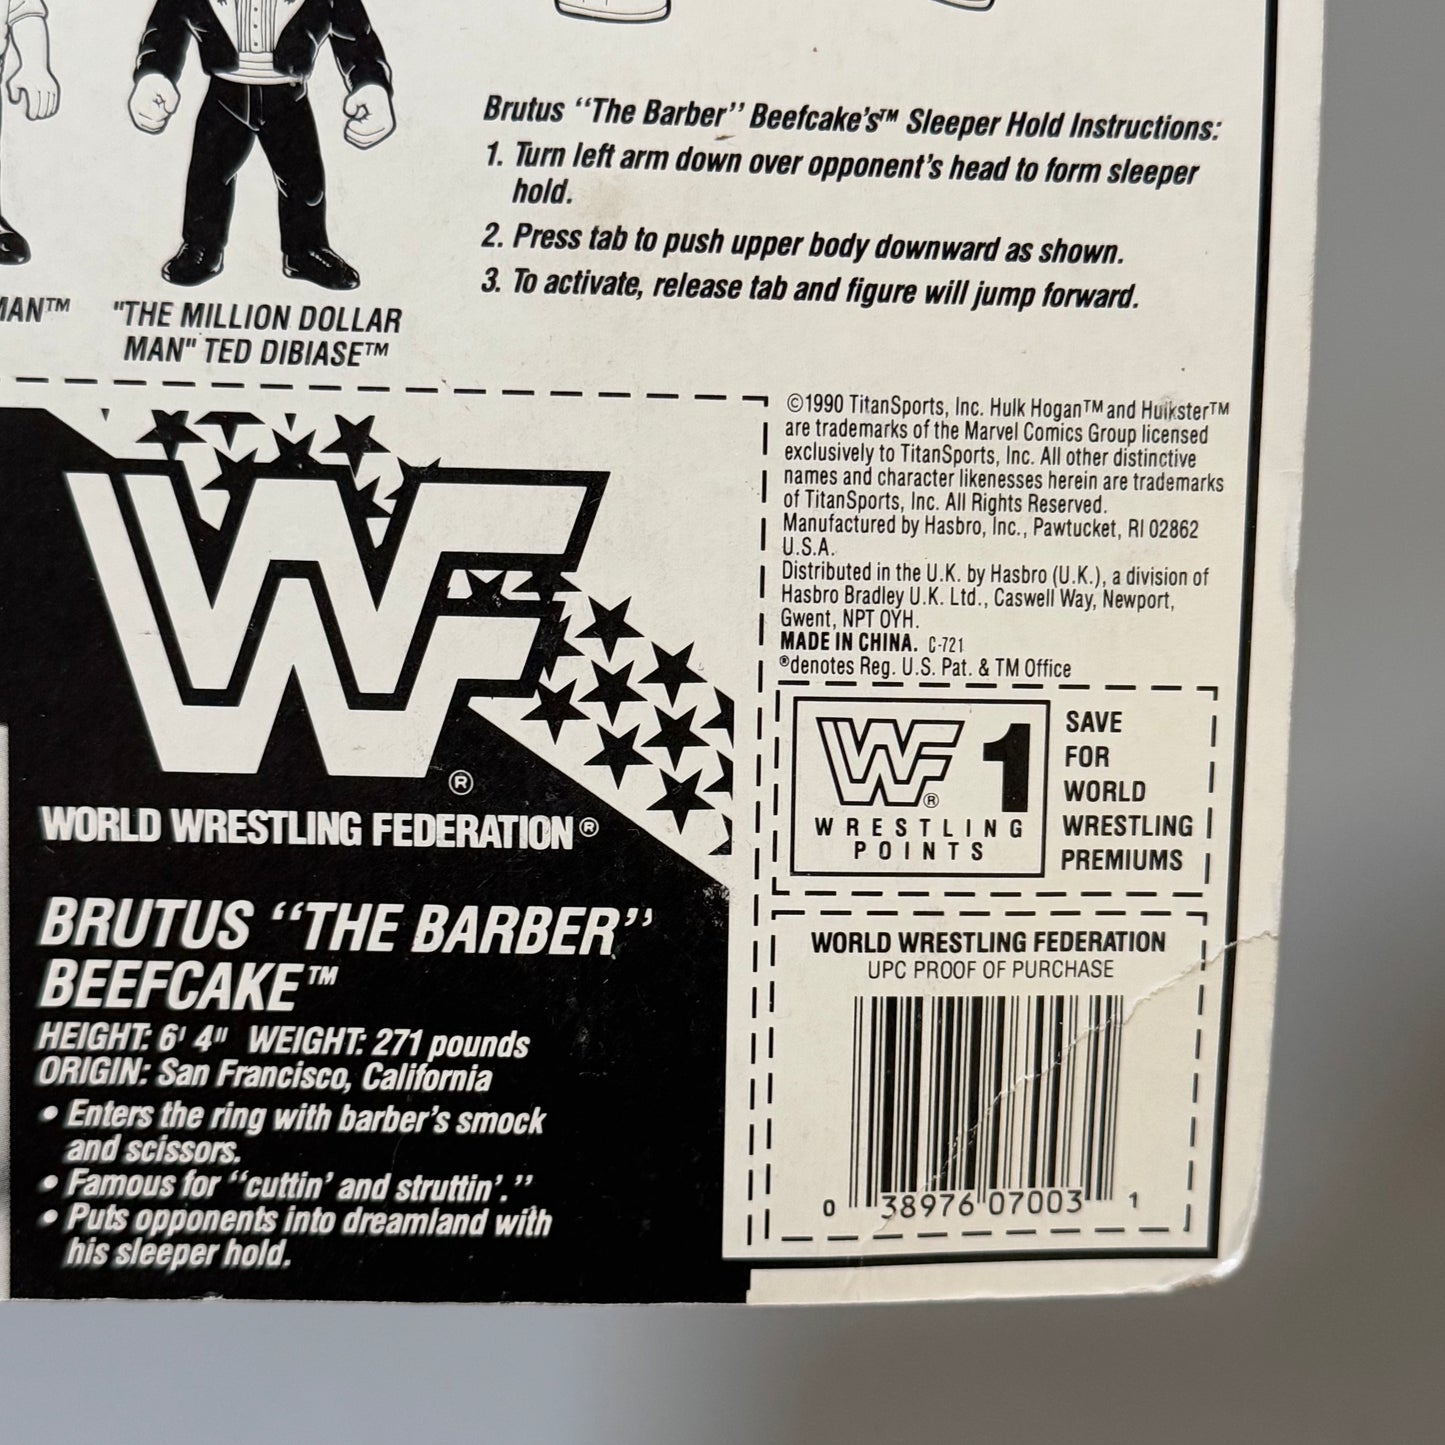 Brutus “The Barber” Beefcake's™ Sleeper Hold Instructions:
1. Turn left arm down over opponent's head to form sleeper
hold.
2. Press tab to push upper body downward as shown.
3. To activate, release tab and figure will jump forward.
MAN™
"THE MILLION DOLLAR
MAN" TED DIBIASE™
©1990 TitanSports, Inc. Hulk Hogan™ and Hulkster™
are trademarks of the Marvel Comics Group licensed
exclusively to TitanSports, Inc. All other distinctive
names and character likenesses herein are trademarks
of TitanSports, Inc. All Rights Reserved.
Manufactured by Hasbro, Inc., Pawtucket, RI 02862
U.S.A.
Distributed in the U.K. by Hasbro (U.K.), a division of
Hasbro Bradley U.K. Ltd., Caswell Way, Newport,
Gwent, NPT OYH.
MADE IN CHINA. C-721
®denotes Reg. U.S. Pat. & TM Office
WF®
WORLD WRESTLING FEDERATION®
BRUTUS “THE BARBER”
BEEFCAKE™
HEIGHT: 6' 4" WEIGHT: 271 pounds
ORIGIN: San Francisco, California
• Enters the ring with barber's smock
and scissors.
• Famous for “cuttin' and struttin'.”
• Puts opponents into dreamland with
his sleeper hold.
WF® 1
WRESTLING
POINTS
SAVE
FOR
WORLD
WRESTLING
PREMIUMS
WORLD WRESTLING FEDERATION
UPC PROOF OF PURCHASE
0 38976 07003 1